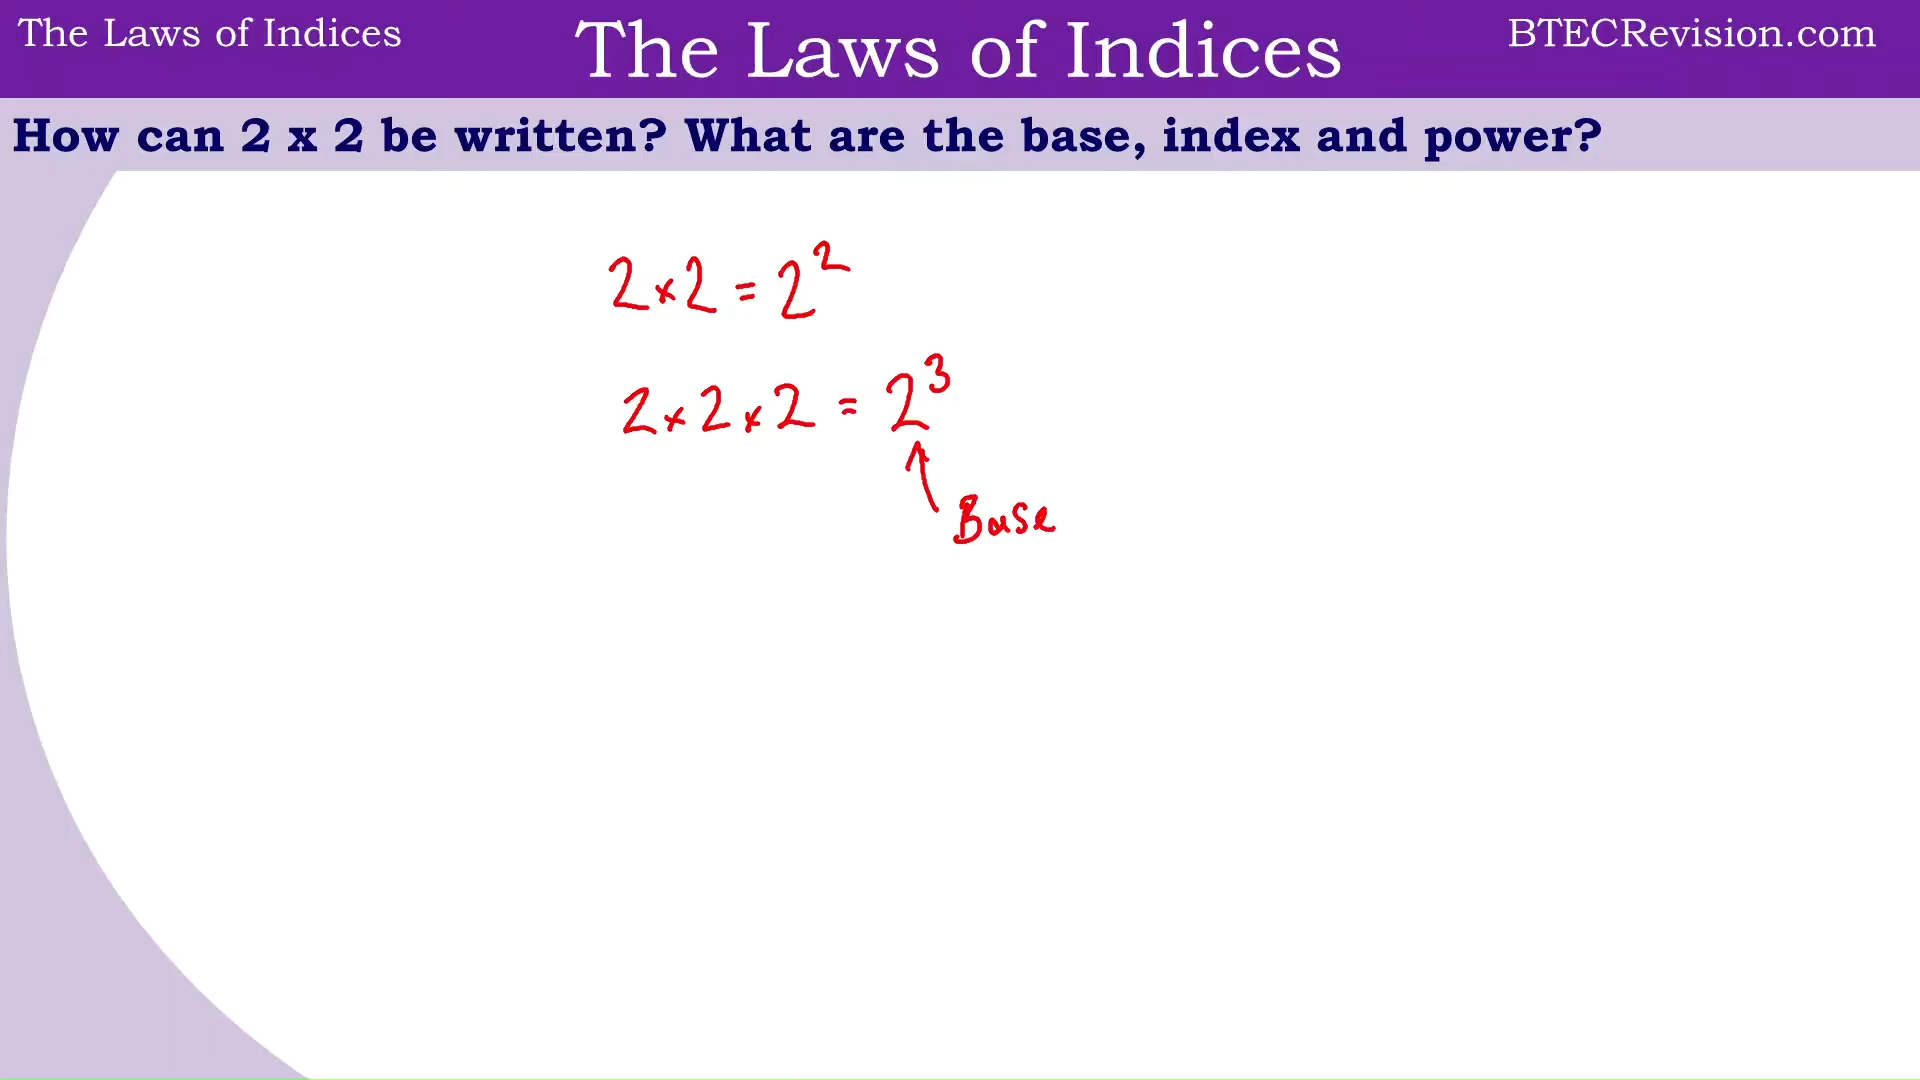 The Laws of Indices
The Laws of Indices
BTECRevision.com
How can 2 x 2 be written? What are the base, index and power?
2 × 2 = 2²
2 × 2 × 2 = 2³
Base